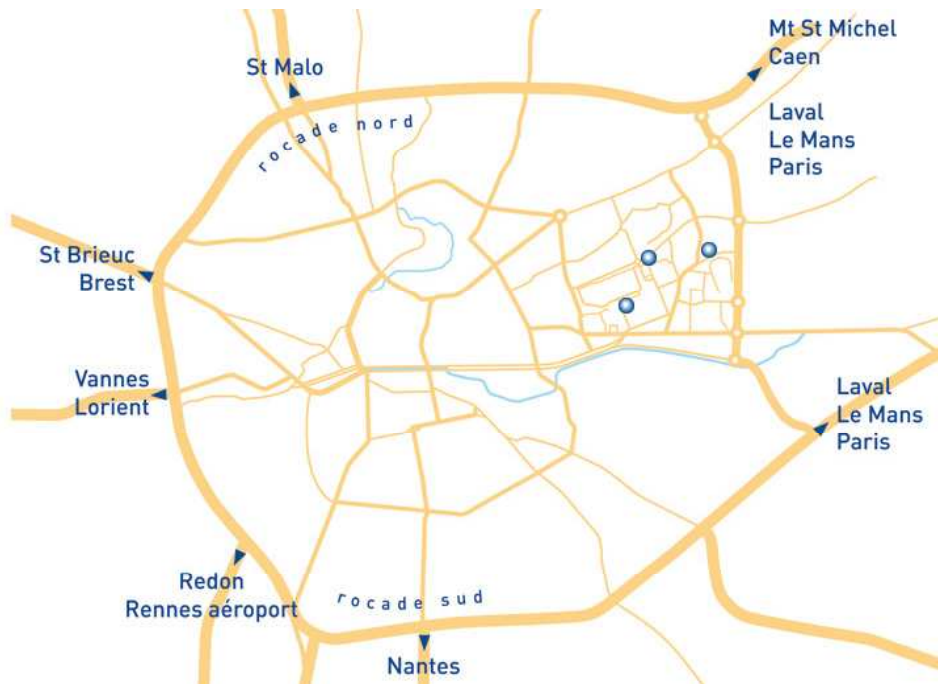 Mt St Michel
Caen
St Malo
Laval
Le Mans
Paris
rocade nord
St Brieuc
Brest
Vannes
Lorient
Laval
Le Mans
Paris
Redon
Rennes aéroport
rocade sud
Nantes